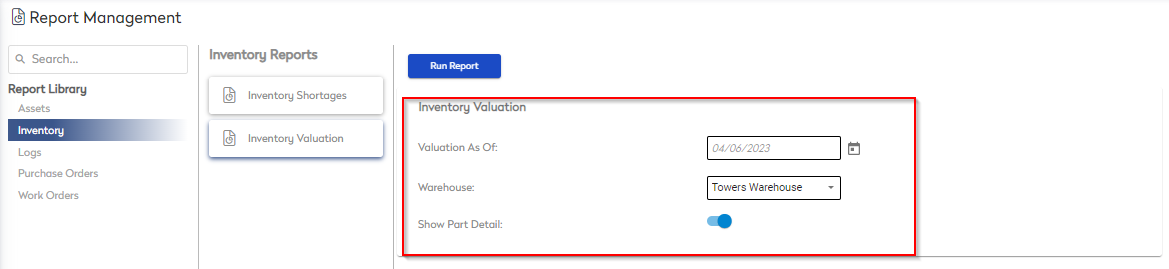 Report Management
Search...
Report Library
Assets
Inventory
Logs
Purchase Orders
Work Orders
Inventory Reports
Inventory Shortages
Inventory Valuation
Run Report
Inventory Valuation
Valuation As Of: 04/06/2023
Warehouse: Towers Warehouse
Show Part Detail: